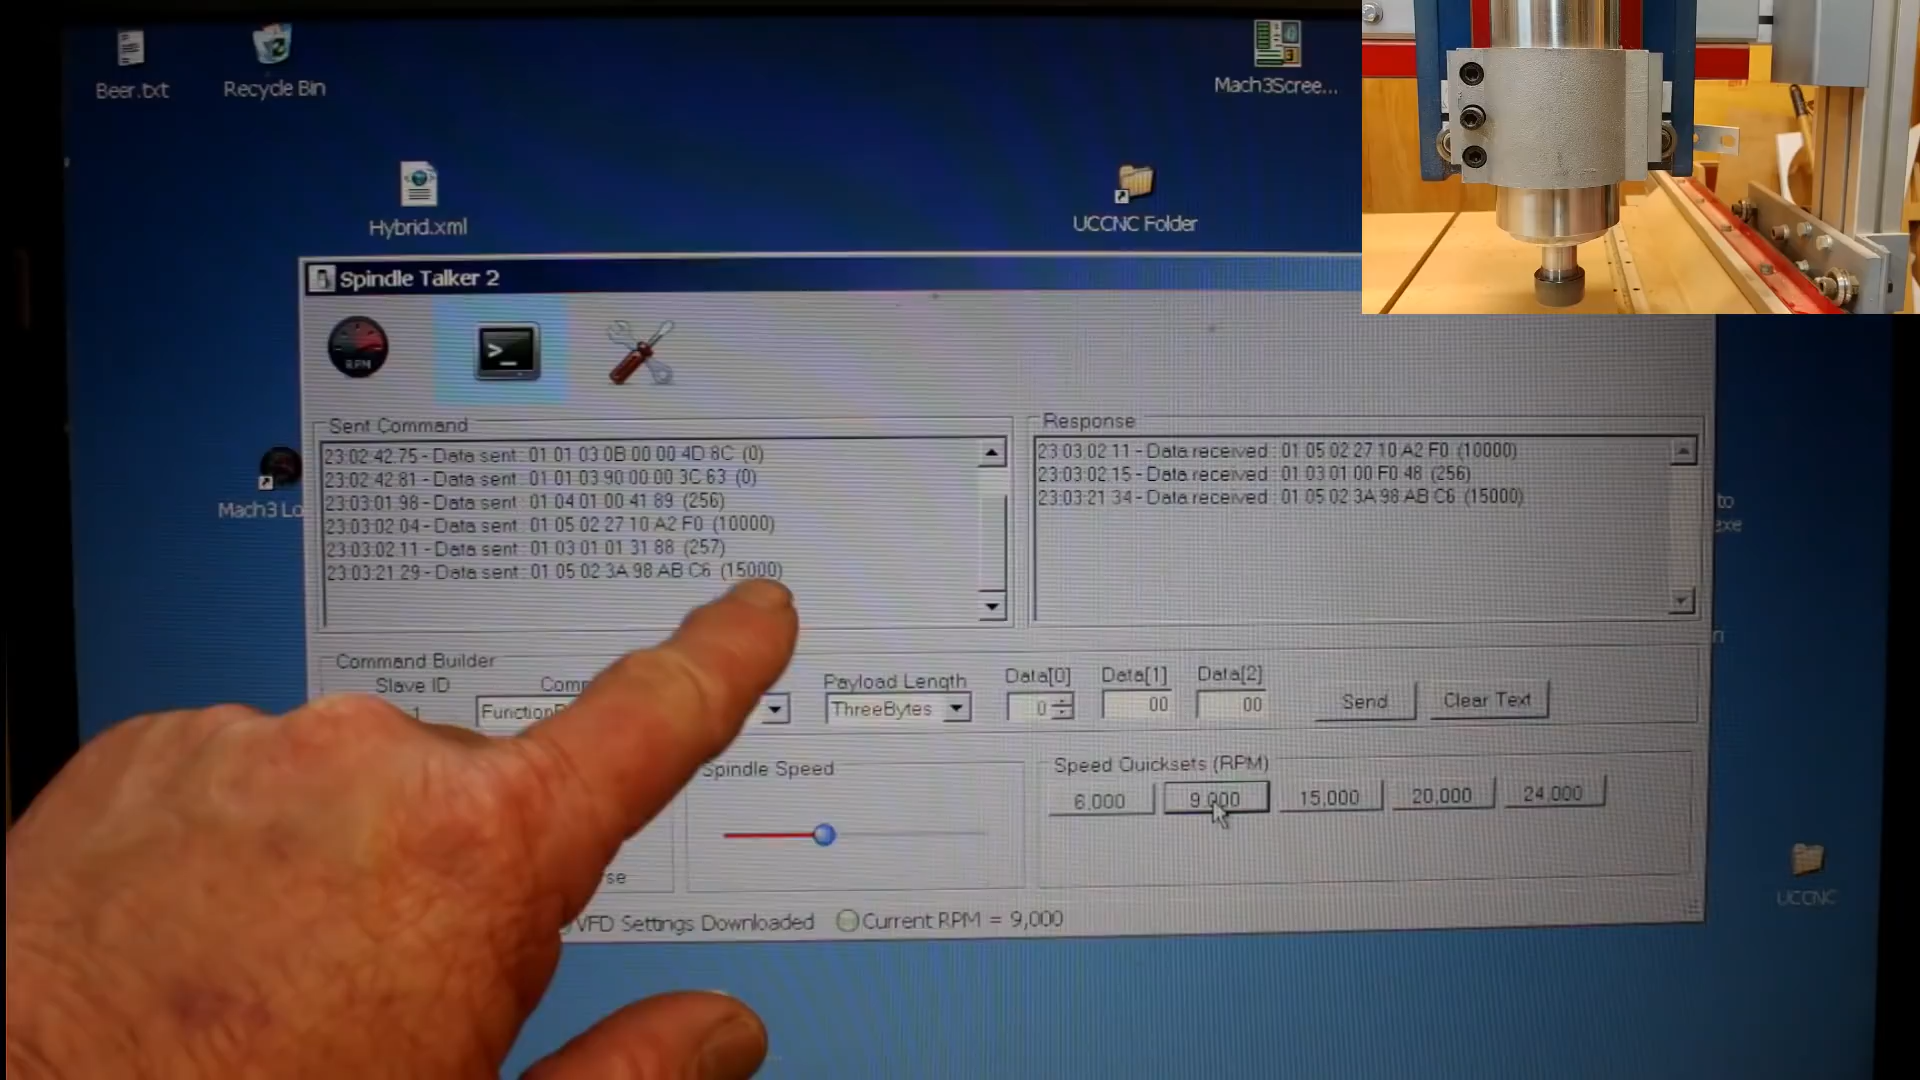 Beer.txt
Recycle Bin
Mach3Scree...
Hybrid.xml
UCCNC Folder
Spindle Talker 2
RPM
>_
Sent Command
23:02:42.75 - Data sent : 01 01 03 0B 00 00 4D 8C (0)
23:02:42.81 - Data sent : 01 01 03 90 00 00 3C 63 (0)
23:03:01.98 - Data sent : 01 04 01 00 41 89 (256)
23:03:02.04 - Data sent : 01 05 02 27 10 A2 F0 (10000)
23:03:02.11 - Data sent : 01 03 01 01 31 88 (257)
23:03:21.29 - Data sent : 01 05 02 3A 98 AB C6 (15000)
Response
23:03:02.11 - Data received : 01 05 02 27 10 A2 F0 (10000)
23:03:02.15 - Data received : 01 03 01 00 F0 48 (256)
23:03:21.34 - Data received : 01 05 02 3A 98 AB C6 (15000)
Mach3 Lo
to
exe
Command Builder
Slave ID
Payload Length
Data[0]
Data[1]
Data[2]
1
ThreeBytes
0
00
00
Send
Clear Text
Spindle Speed
Speed Quicksets (RPM)
6,000
9,000
15,000
20,000
24,000
VFD Settings Downloaded
Current RPM = 9,000
UCCNC